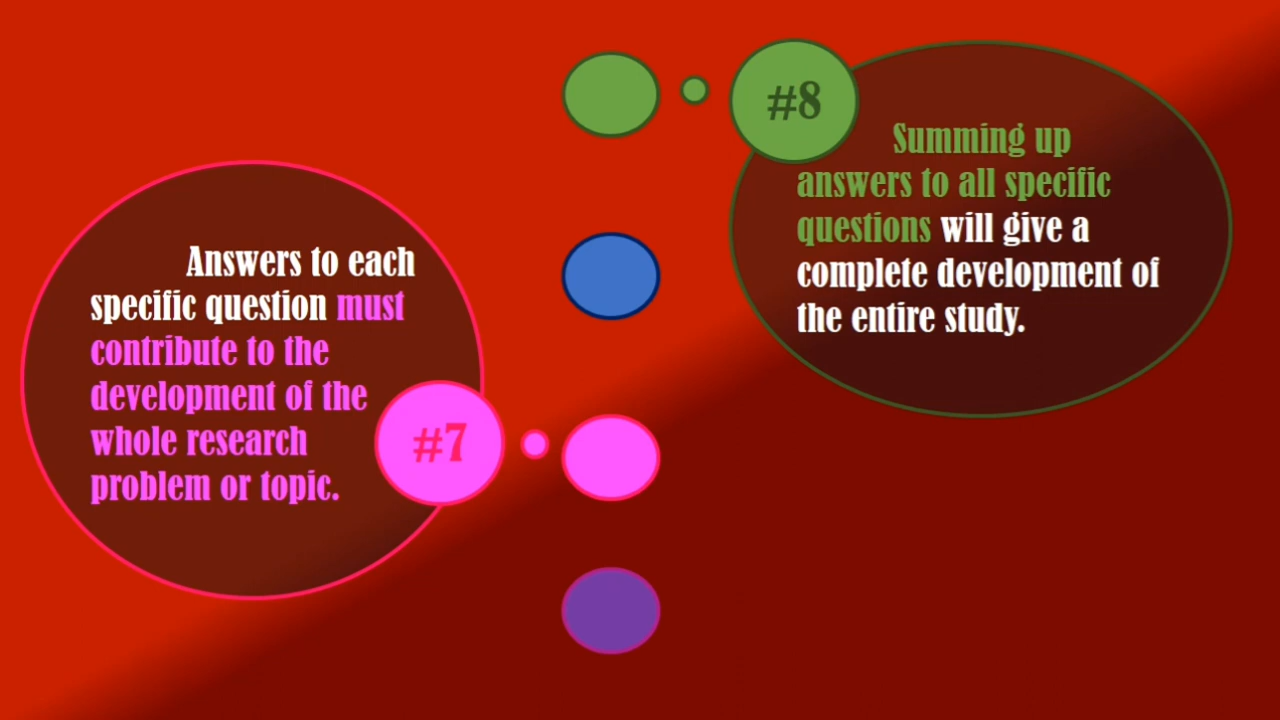 Answers to each
specific question must
contribute to the
development of the
whole research
problem or topic.
#7
#8
Summing up
answers to all specific
questions will give a
complete development of
the entire study.